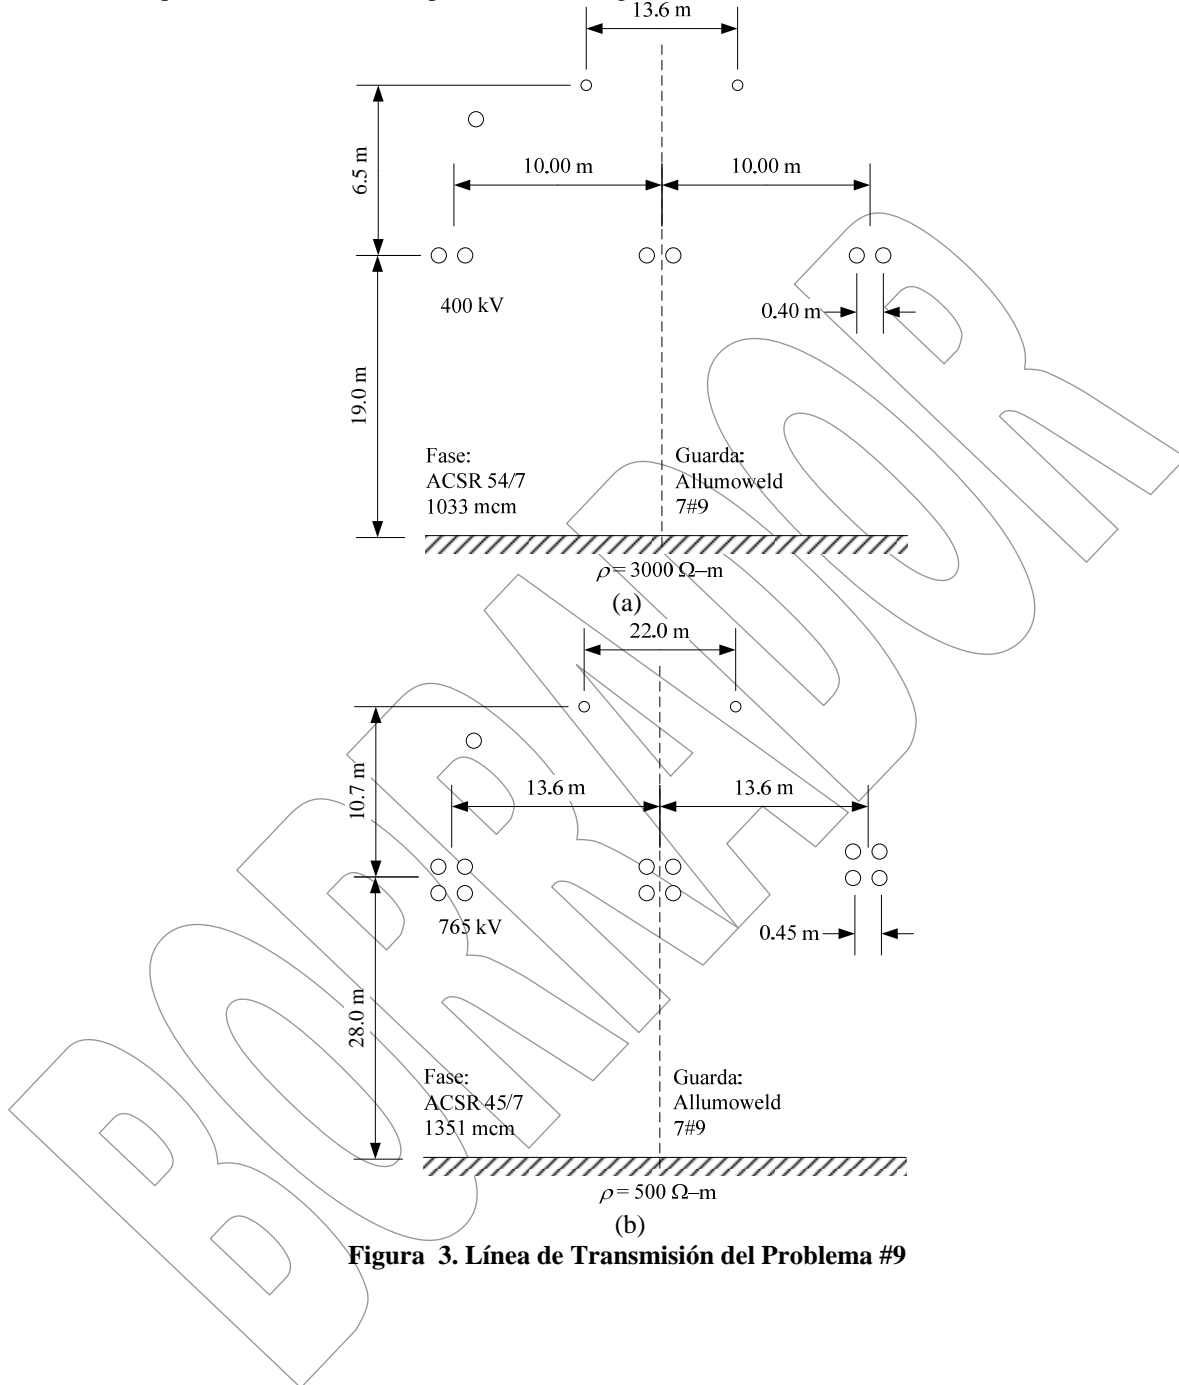 13.6 m
6.5 m
10.00 m
10.00 m
400 kV
0.40 m
19.0 m
Fase:
ACSR 54/7
1033 mcm
Guarda:
Allumoweld
7#9
ρ = 3000 Ω–m
(a)
22.0 m
10.7 m
13.6 m
13.6 m
765 kV
0.45 m
28.0 m
Fase:
ACSR 45/7
1351 mcm
Guarda:
Allumoweld
7#9
ρ = 500 Ω–m
(b)
Figura 3. Línea de Transmisión del Problema #9
BORRADOR